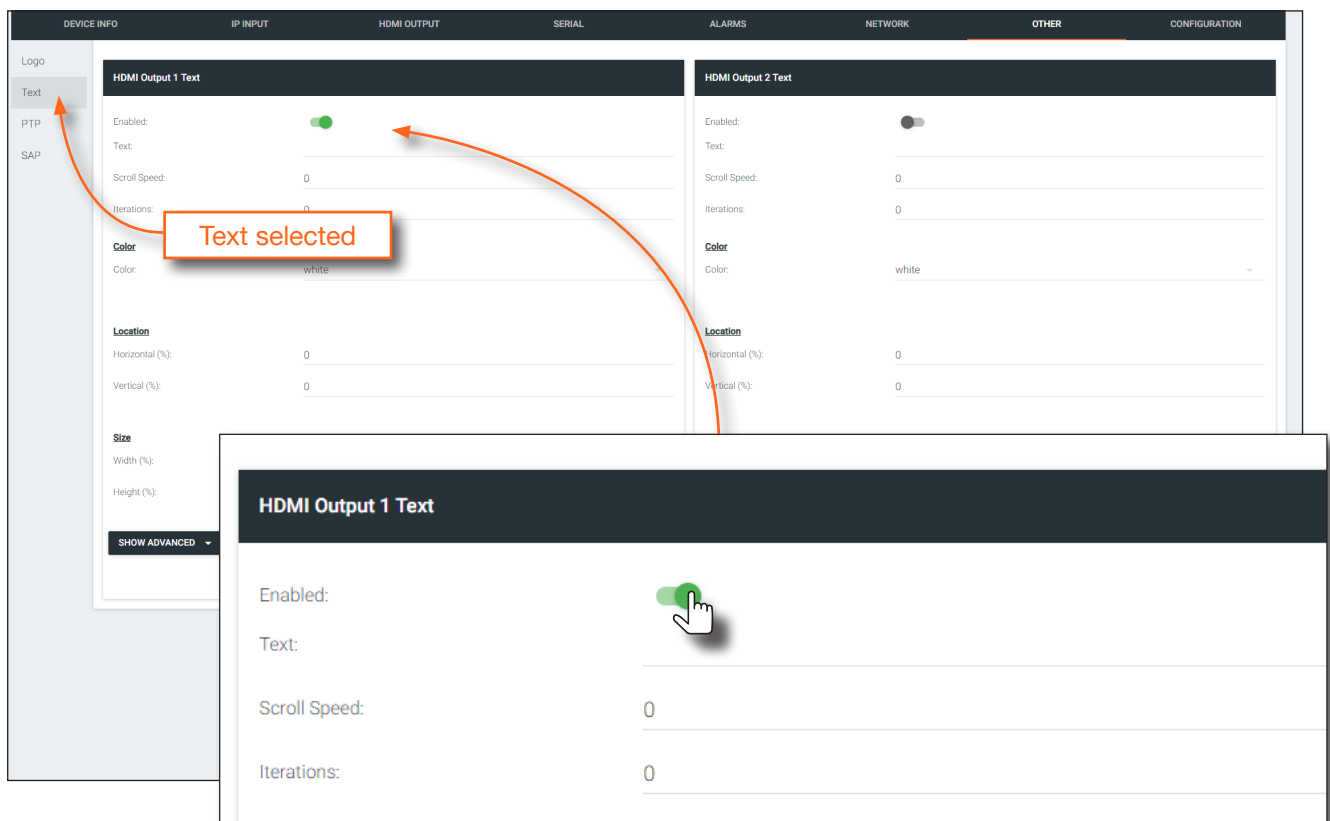 DEVICE INFO IP INPUT HDMI OUTPUT SERIAL ALARMS NETWORK OTHER CONFIGURATION
Logo
Text
PTP
SAP
HDMI Output 1 Text
Enabled:
Text:
Scroll Speed: 0
Iterations: 0
Text selected
Color
Color: white
Location
Horizontal (%): 0
Vertical (%): 0
Size
Width (%):
Height (%):
SHOW ADVANCED
HDMI Output 2 Text
Enabled:
Text:
Scroll Speed: 0
Iterations: 0
Color
Color: white
Location
Horizontal (%): 0
Vertical (%): 0
HDMI Output 1 Text
Enabled:
Text:
Scroll Speed: 0
Iterations: 0